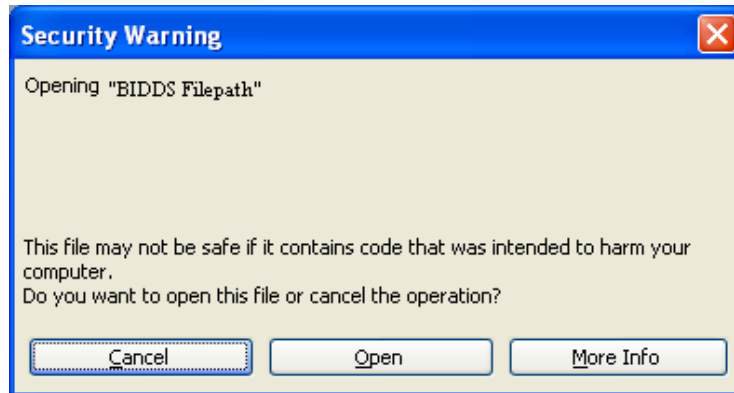 Security Warning
Opening "BIDDS Filepath"
This file may not be safe if it contains code that was intended to harm your
computer.
Do you want to open this file or cancel the operation?
Cancel Open More Info